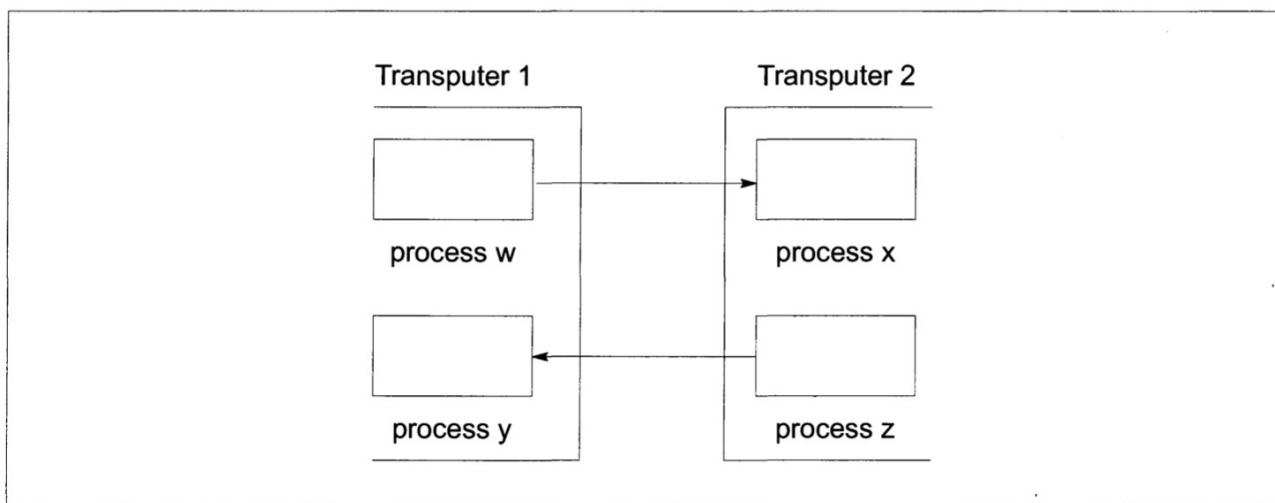 Transputer 1
Transputer 2
process w
process x
process y
process z